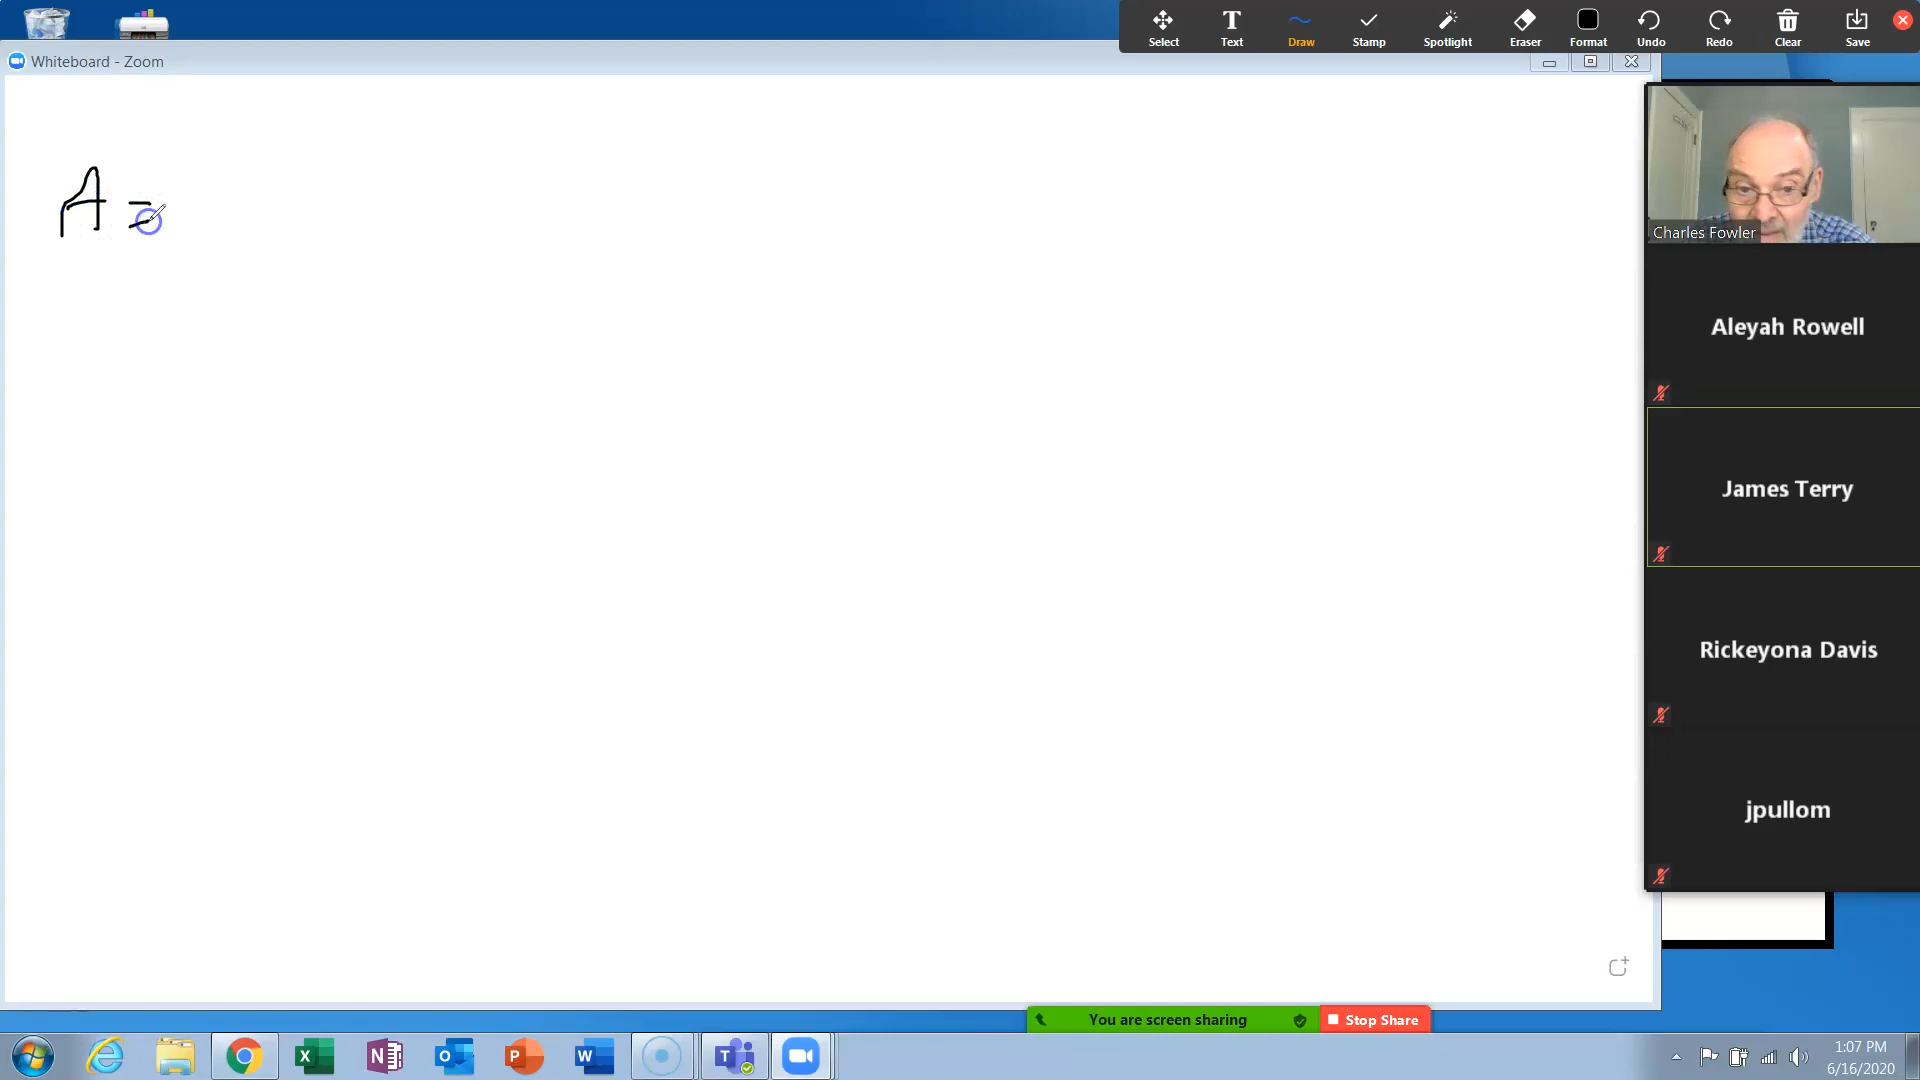 Select Text Draw Stamp Spotlight Eraser Format Undo Redo Clear Save
Whiteboard - Zoom
A =
Charles Fowler
Aleyah Rowell
James Terry
Rickeyona Davis
jpullom
You are screen sharing Stop Share
1:07 PM
6/16/2020